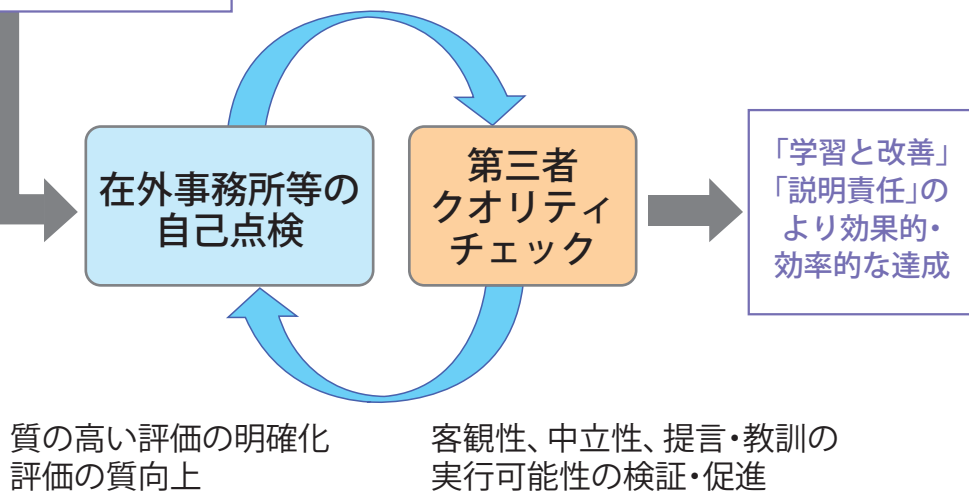 在外事務所等の
自己点検
第三者
クオリティ
チェック
「学習と改善」
「説明責任」の
より効果的・
効率的な達成
質の高い評価の明確化
評価の質向上
客観性、中立性、提言・教訓の
実行可能性の検証・促進